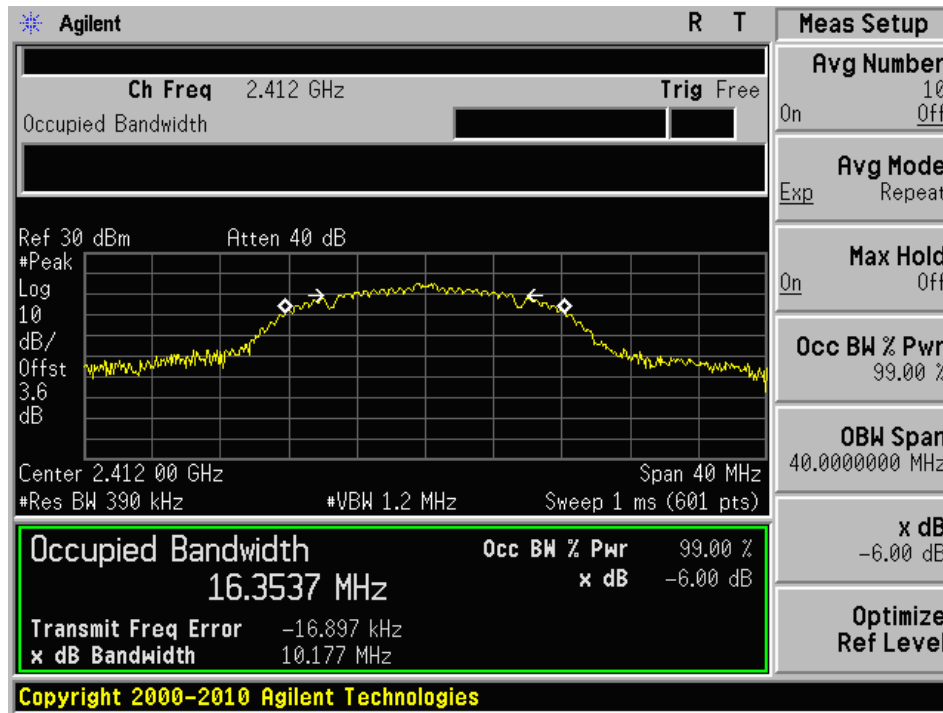 Agilent R T
Ch Freq 2.412 GHz Trig Free
Occupied Bandwidth
Ref 30 dBm Atten 40 dB
#Peak
Log
10
dB/
Offst
3.6
dB
Center 2.412 00 GHz Span 40 MHz
#Res BW 390 kHz #VBW 1.2 MHz Sweep 1 ms (601 pts)
Occupied Bandwidth
16.3537 MHz
Occ BW % Pwr 99.00 %
x dB -6.00 dB
Transmit Freq Error -16.897 kHz
x dB Bandwidth 10.177 MHz
Copyright 2000-2010 Agilent Technologies
Meas Setup
Avg Number
10
On Off
Avg Mode
Exp Repeat
Max Hold
On Off
Occ BW % Pwr
99.00 %
OBW Span
40.0000000 MHz
x dB
-6.00 dB
Optimize
Ref Level